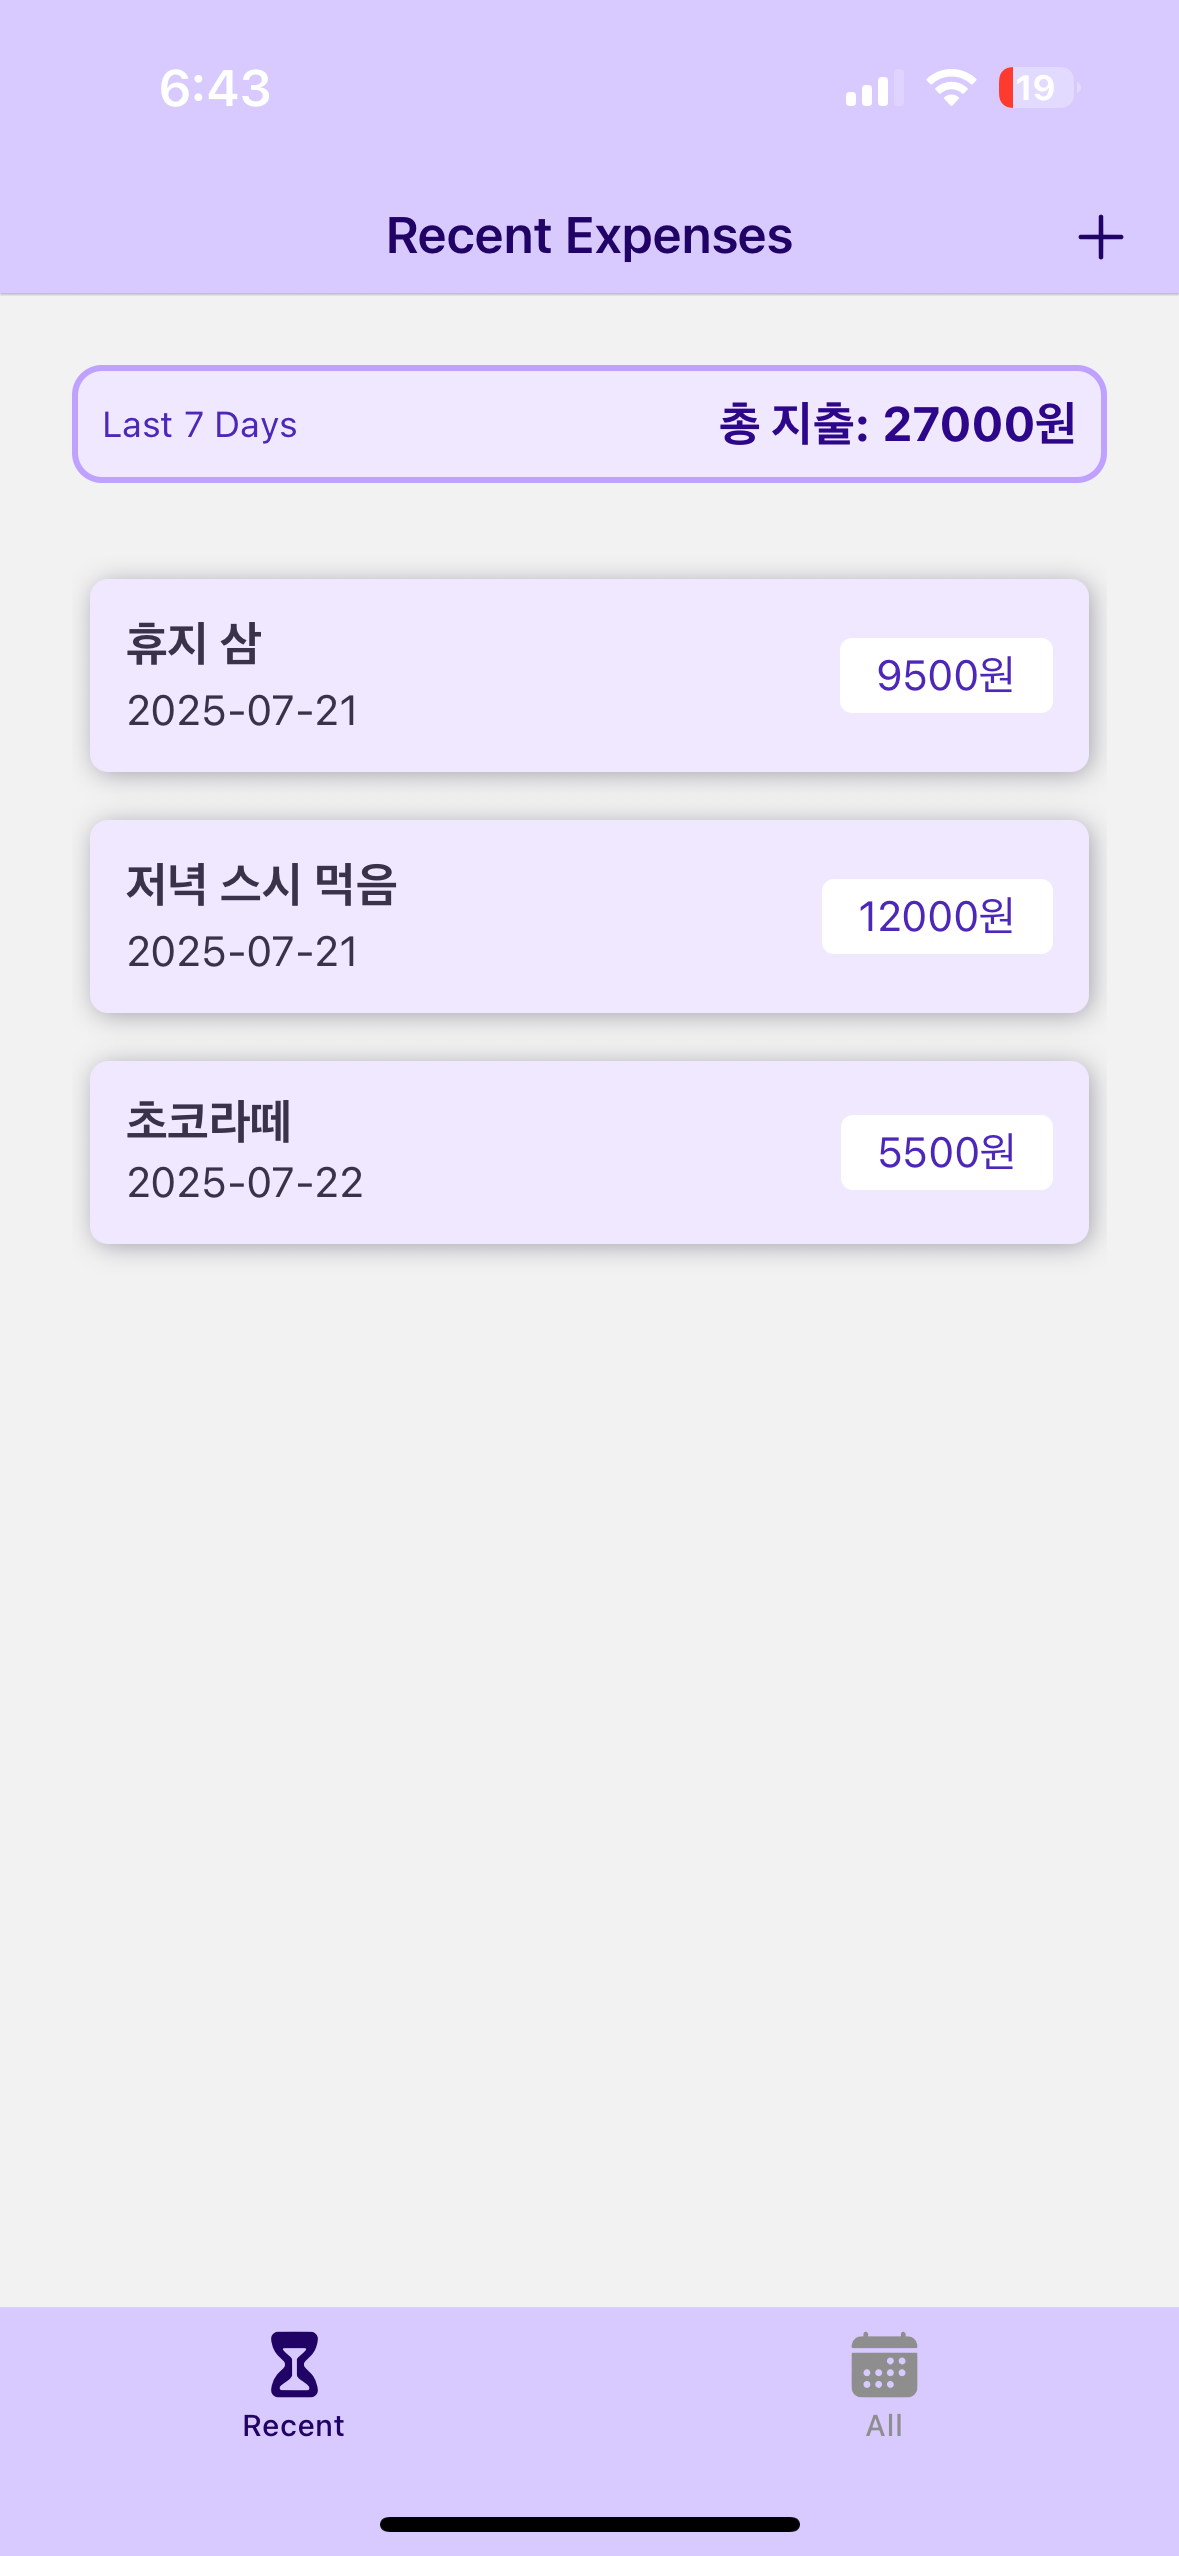 6:43
19
Recent Expenses
Last 7 Days
총 지출: 27000원
휴지 삼
9500원
2025-07-21
저녁 스시 먹음
12000원
2025-07-21
초코라떼
5500원
2025-07-22
Recent
All